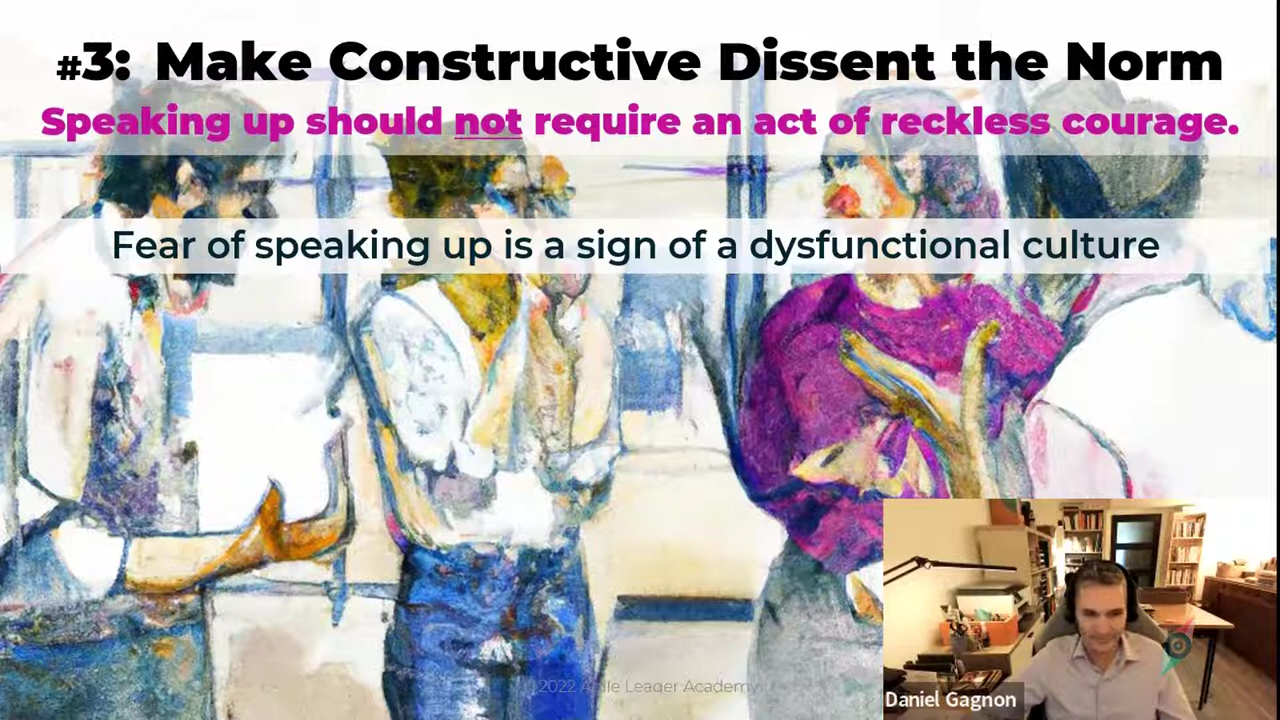 #3: Make Constructive Dissent the Norm
Speaking up should not require an act of reckless courage.
Fear of speaking up is a sign of a dysfunctional culture
2022 Agile Leader Academy
Daniel Gagnon